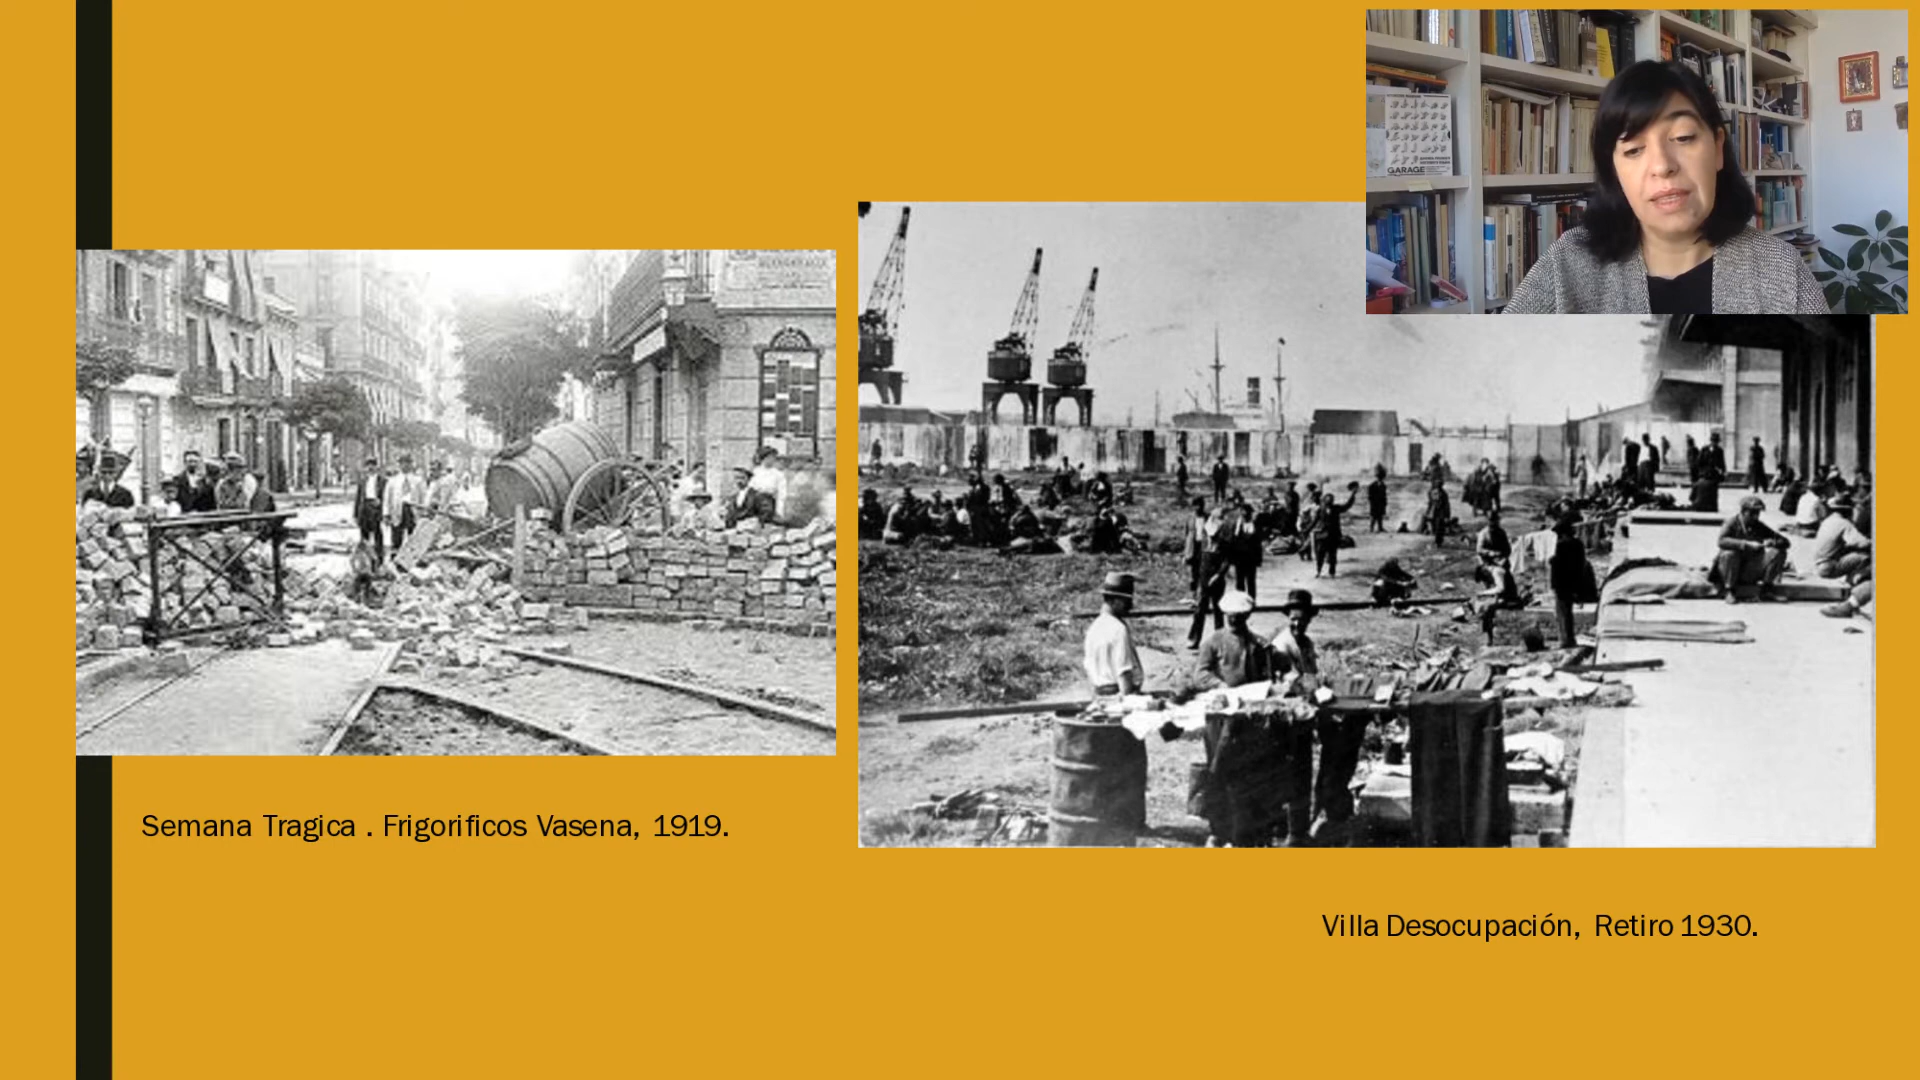 GARAGE
Semana Tragica . Frigorificos Vasena, 1919.
Villa Desocupación, Retiro 1930.